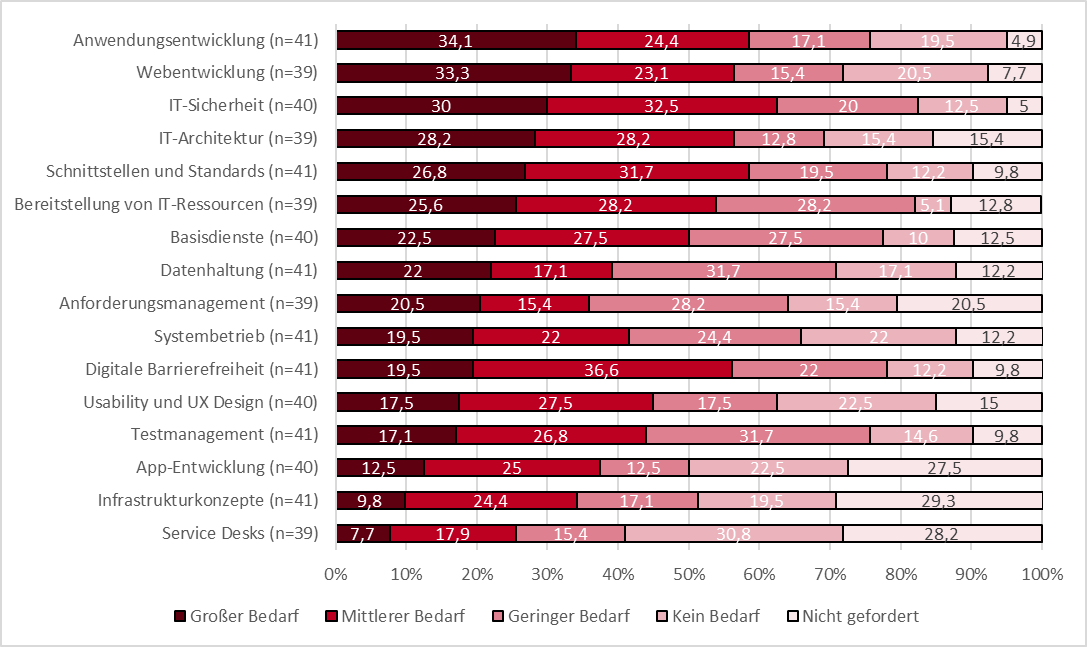 Anwendungsentwicklung (n=41) 34,1 24,4 17,1 19,5 4,9
Webentwicklung (n=39) 33,3 23,1 15,4 20,5 7,7
IT-Sicherheit (n=40) 30 32,5 20 12,5 5
IT-Architektur (n=39) 28,2 28,2 12,8 15,4 15,4
Schnittstellen und Standards (n=41) 26,8 31,7 19,5 12,2 9,8
Bereitstellung von IT-Ressourcen (n=39) 25,6 28,2 28,2 5,1 12,8
Basisdienste (n=40) 22,5 27,5 27,5 10 12,5
Datenhaltung (n=41) 22 17,1 31,7 17,1 12,2
Anforderungsmanagement (n=39) 20,5 15,4 28,2 15,4 20,5
Systembetrieb (n=41) 19,5 22 24,4 22 12,2
Digitale Barrierefreiheit (n=41) 19,5 36,6 22 12,2 9,8
Usability und UX Design (n=40) 17,5 27,5 17,5 22,5 15
Testmanagement (n=41) 17,1 26,8 31,7 14,6 9,8
App-Entwicklung (n=40) 12,5 25 12,5 22,5 27,5
Infrastrukturkonzepte (n=41) 9,8 24,4 17,1 19,5 29,3
Service Desks (n=39) 7,7 17,9 15,4 30,8 28,2
0% 10% 20% 30% 40% 50% 60% 70% 80% 90% 100%
Großer Bedarf Mittlerer Bedarf Geringer Bedarf Kein Bedarf Nicht gefordert